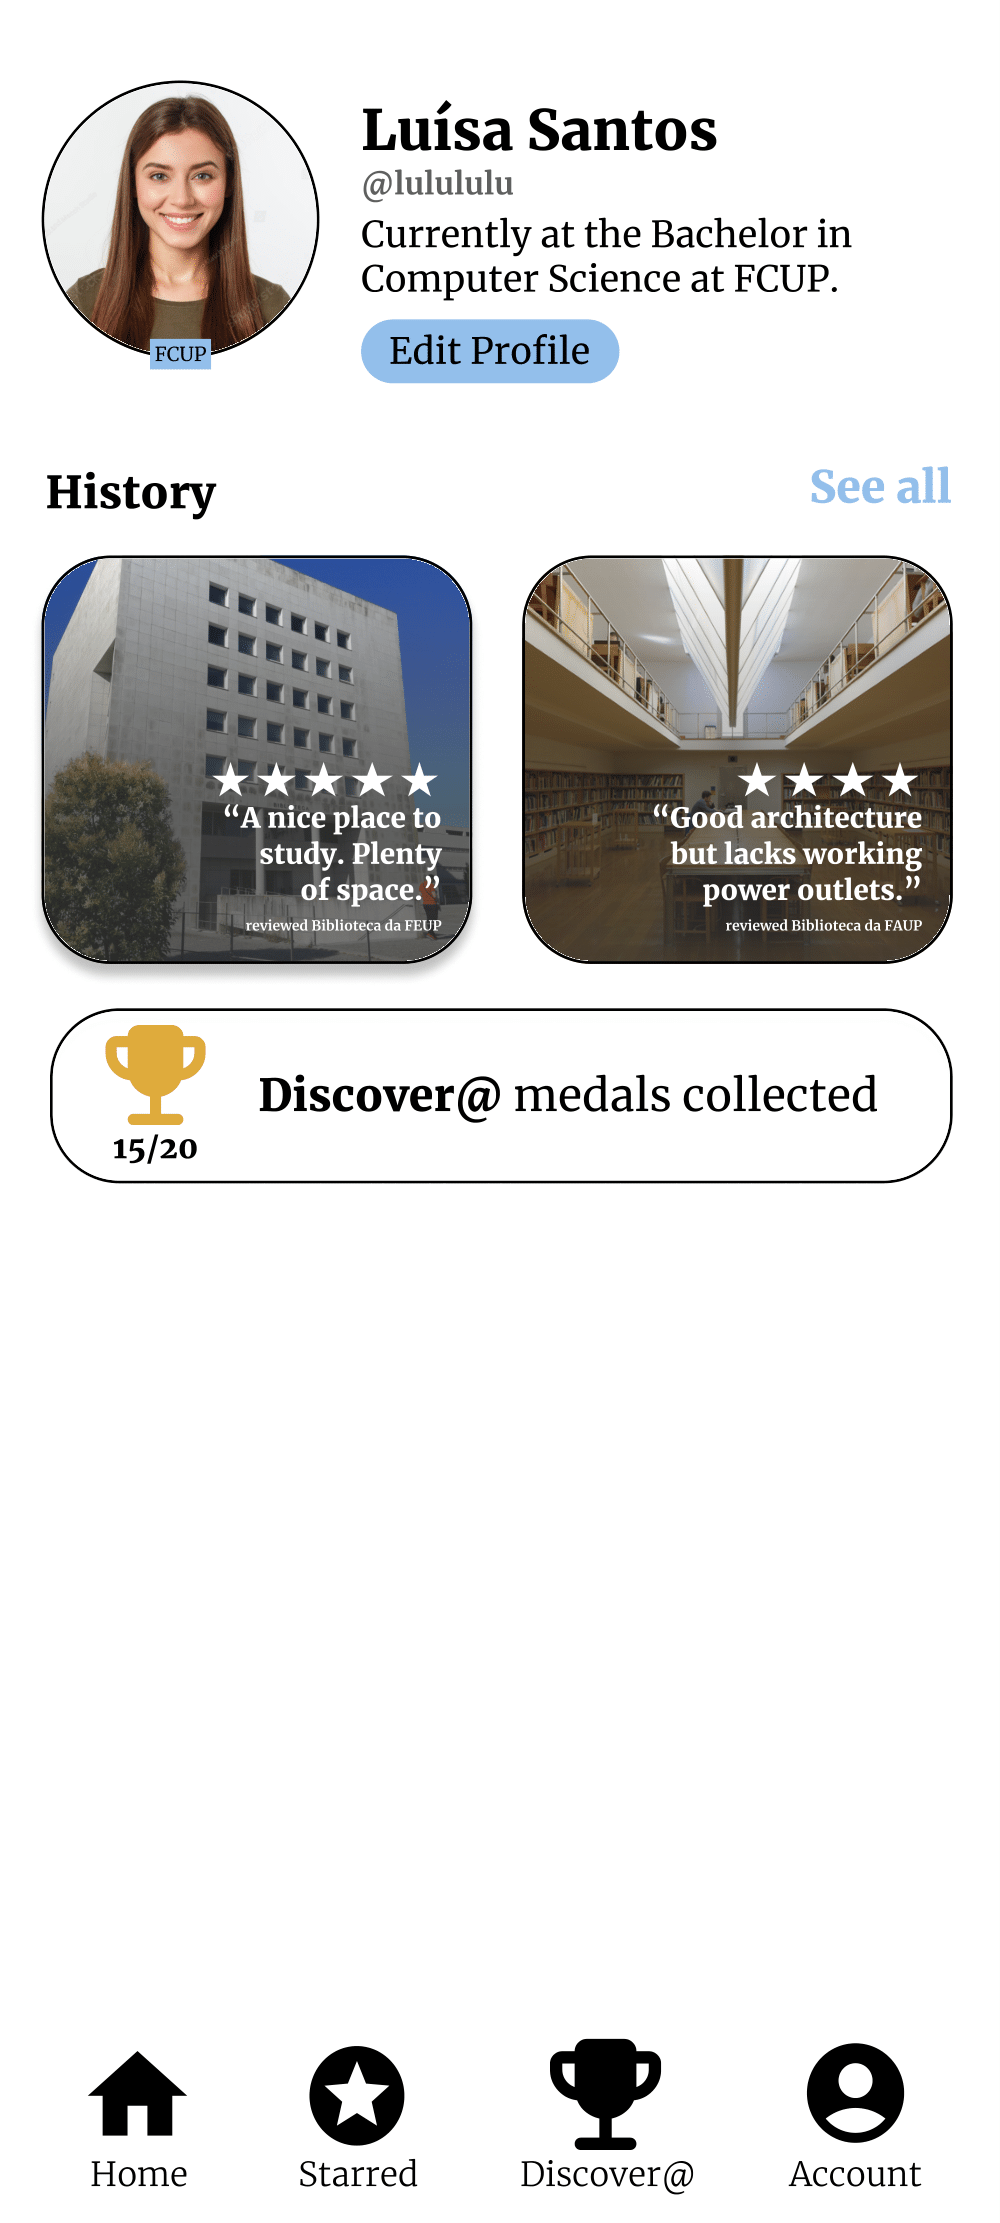 Luísa Santos
@lulululu
Currently at the Bachelor in
Computer Science at FCUP.
FCUP
Edit Profile
History
See all
“A nice place to
study. Plenty
of space.”
reviewed Biblioteca da FEUP
“Good architecture
but lacks working
power outlets.”
reviewed Biblioteca da FAUP
15/20
Discover@ medals collected
Home
Starred
Discover@
Account